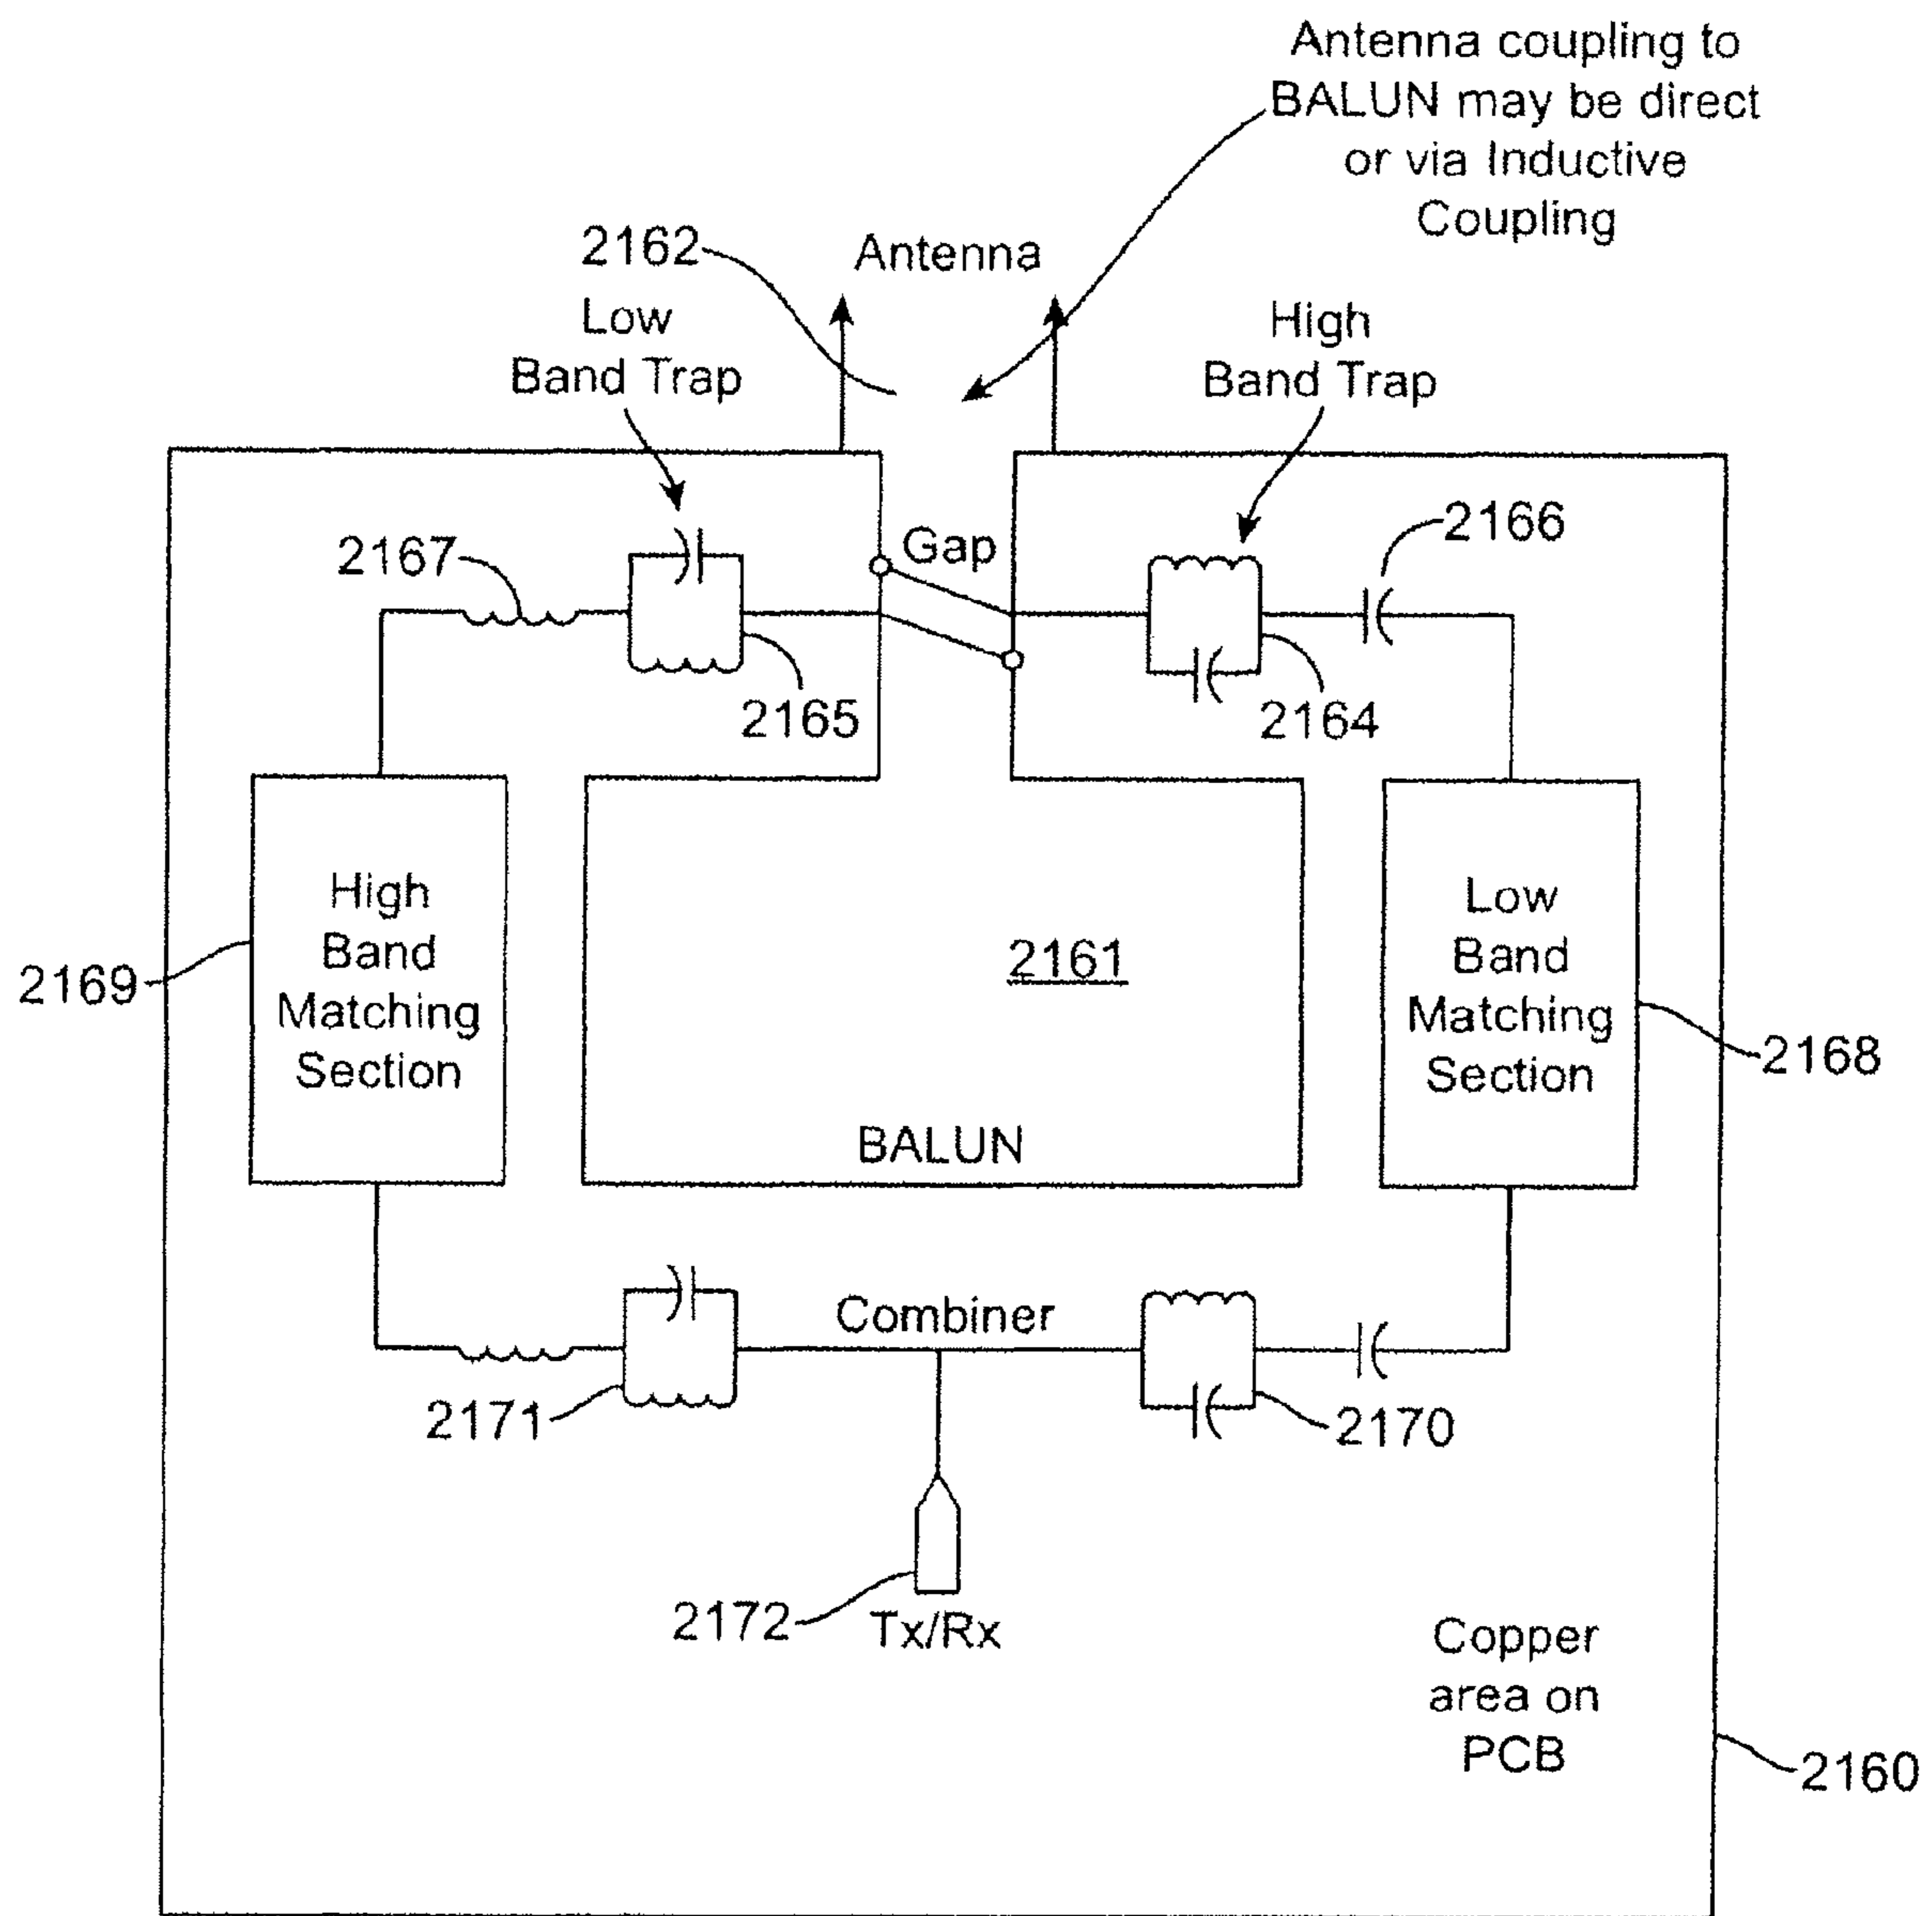 Antenna coupling to
BALUN may be direct
or via Inductive
Coupling
2162
Antenna
Low
Band Trap
High
Band Trap
2167
Gap
2166
2165
2164
High
Band
Matching
Section
2169
2161
BALUN
Low
Band
Matching
Section
2168
Combiner
2171
2170
2172
Tx/Rx
Copper
area on
PCB
2160